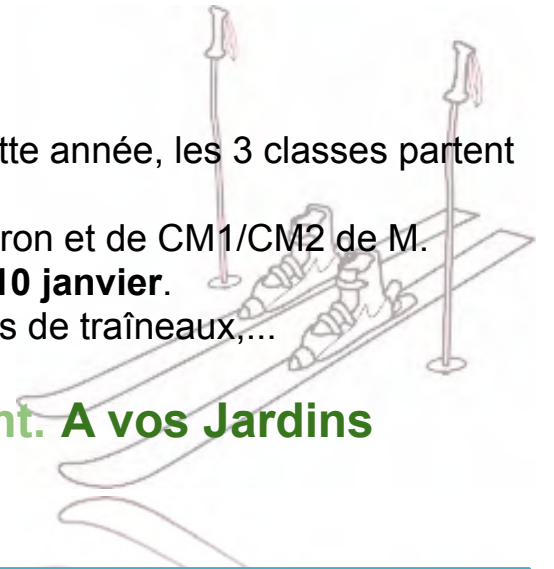 tte année, les 3 classes partent
ron et de CM1/CM2 de M.
10 janvier.
s de traîneaux,...
nt. A vos Jardins